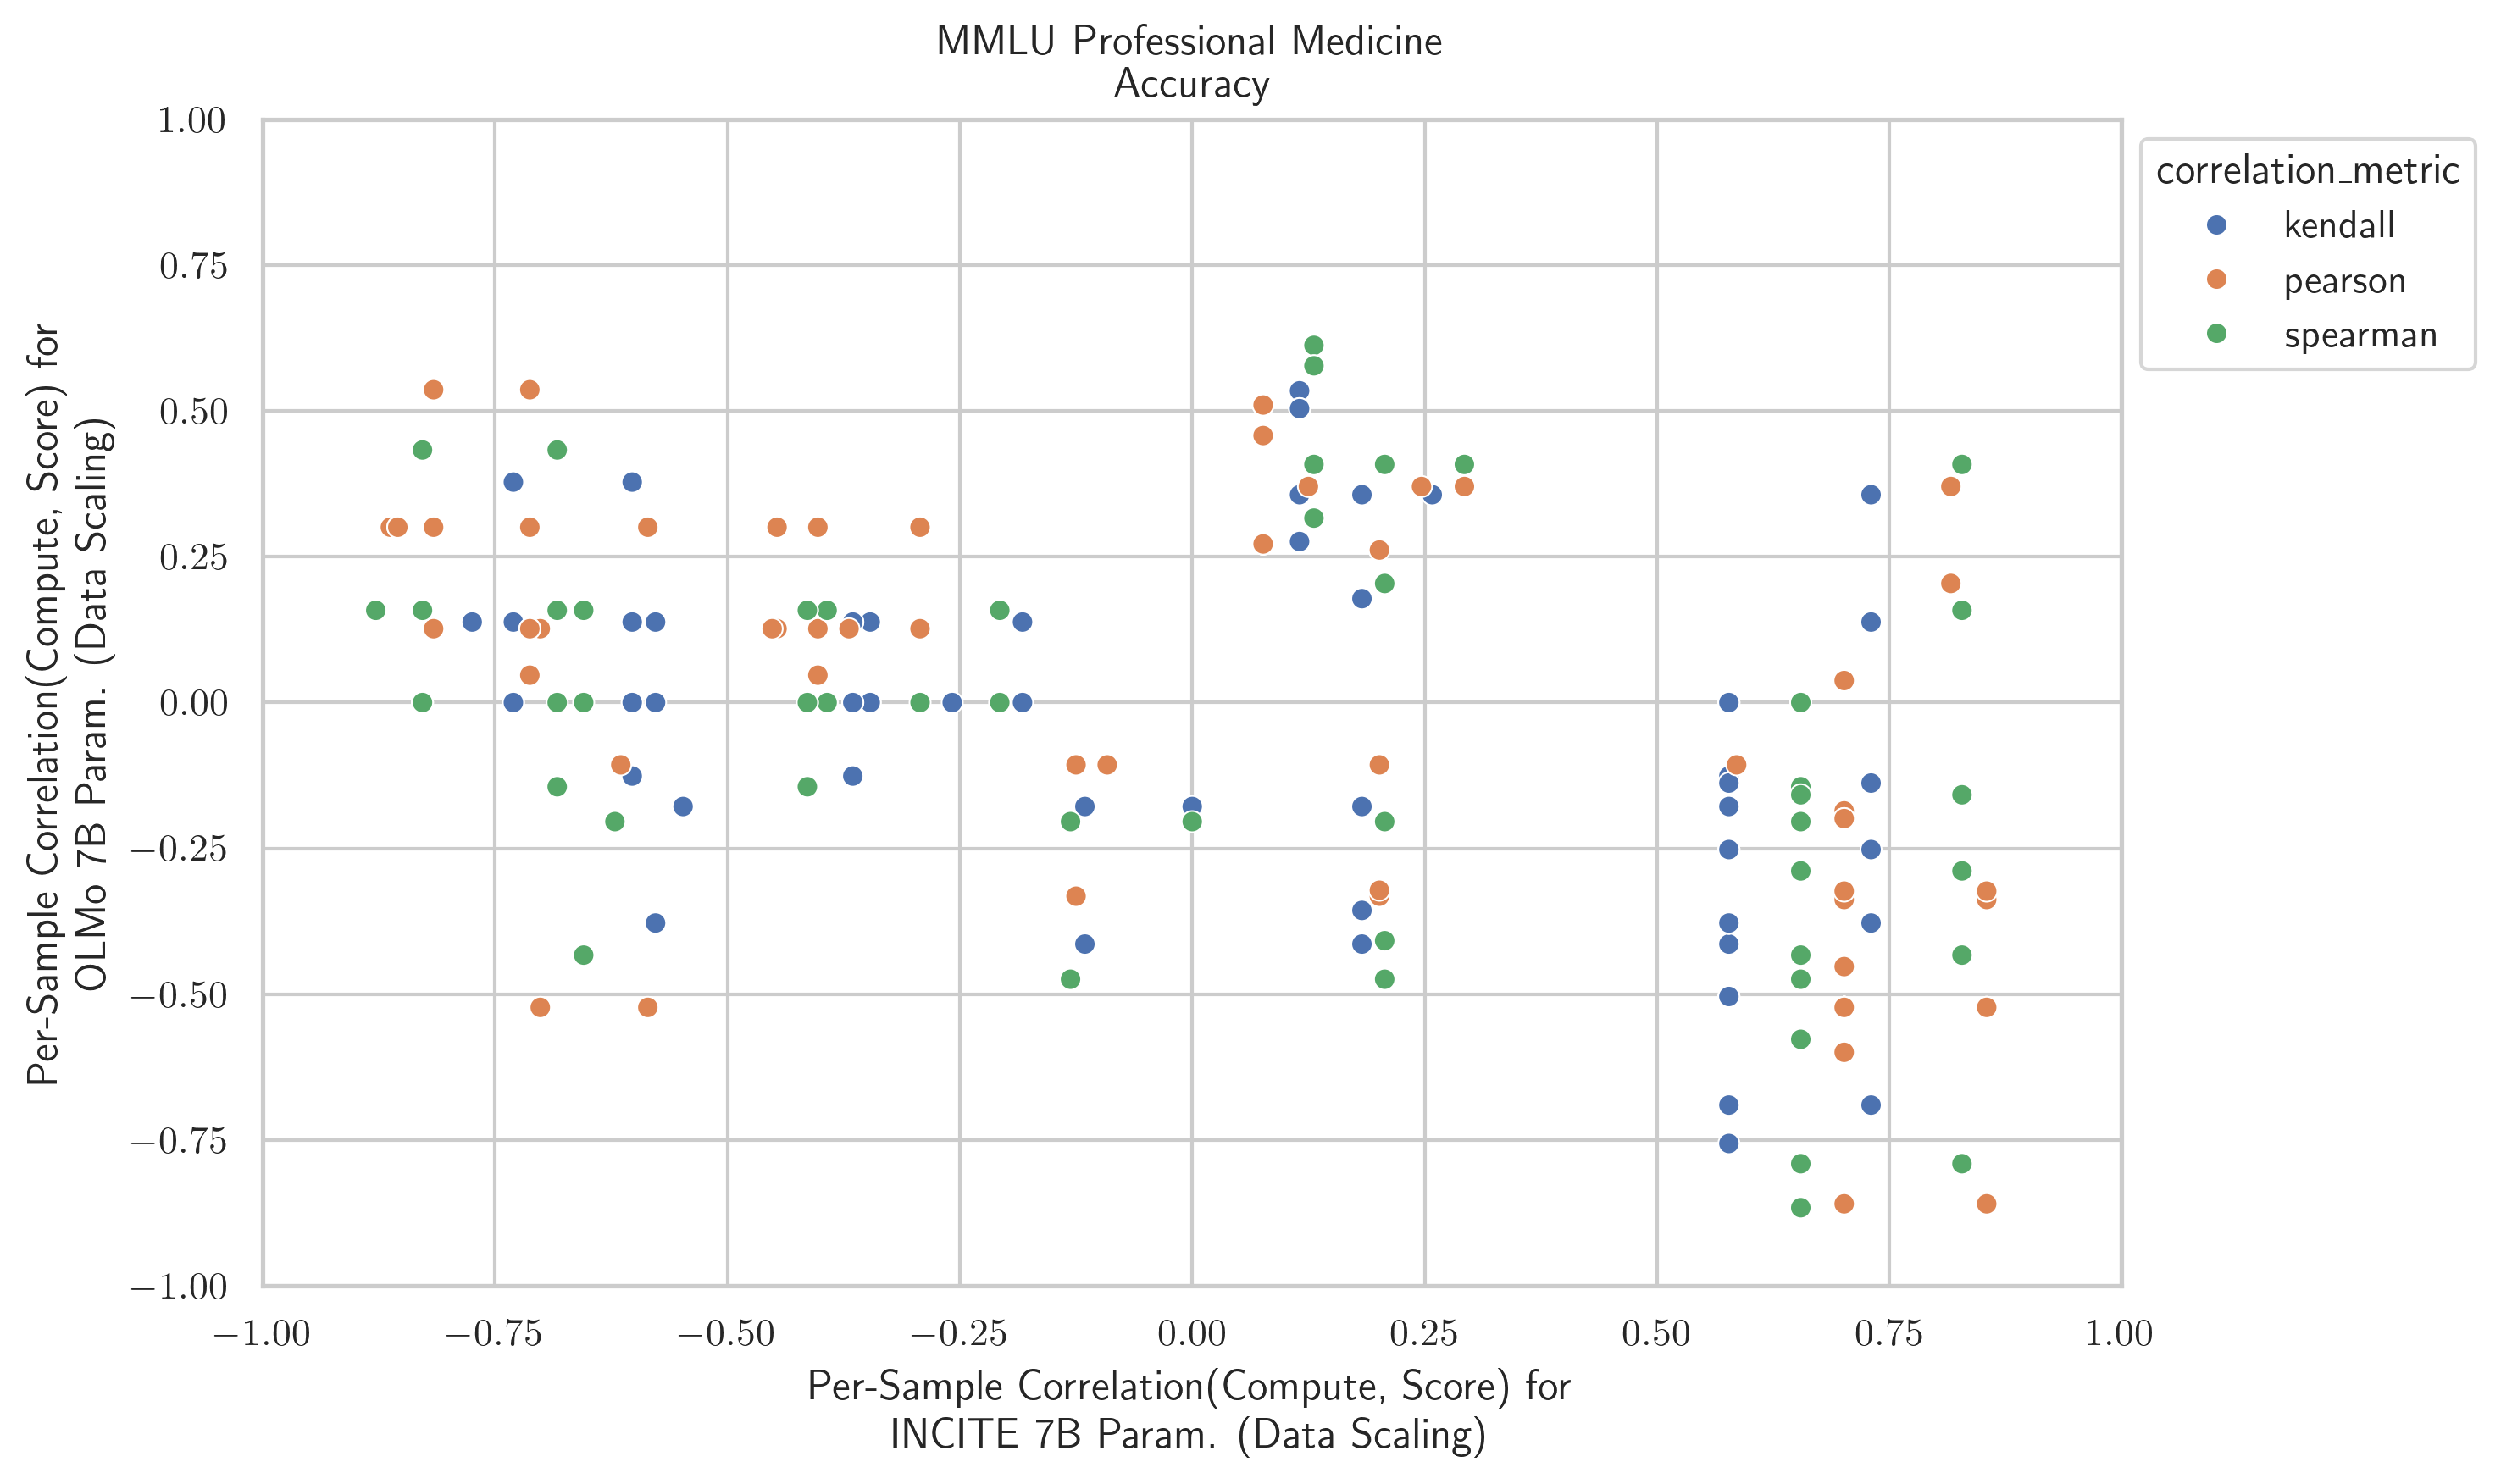 MMLU Professional Medicine
Accuracy
1.00
0.75
0.50
0.25
0.00
−0.25
−0.50
−0.75
−1.00
Per-Sample Correlation(Compute, Score) for
OLMo 7B Param. (Data Scaling)
correlation_metric
kendall
pearson
spearman
−1.00 −0.75 −0.50 −0.25 0.00 0.25 0.50 0.75 1.00
Per-Sample Correlation(Compute, Score) for
INCITE 7B Param. (Data Scaling)